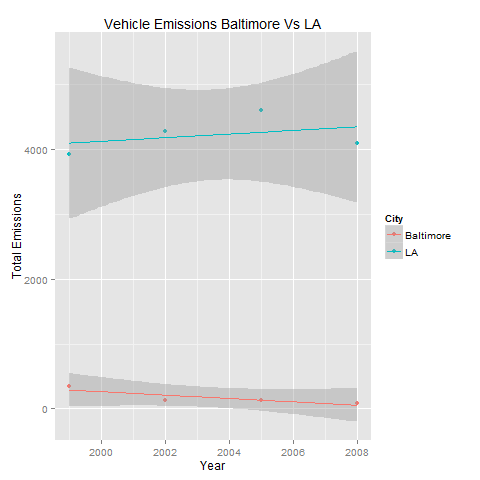 Vehicle Emissions Baltimore Vs LA
Total Emissions
4000
2000
0
2000
2002
2004
2006
2008
Year
City
Baltimore
LA